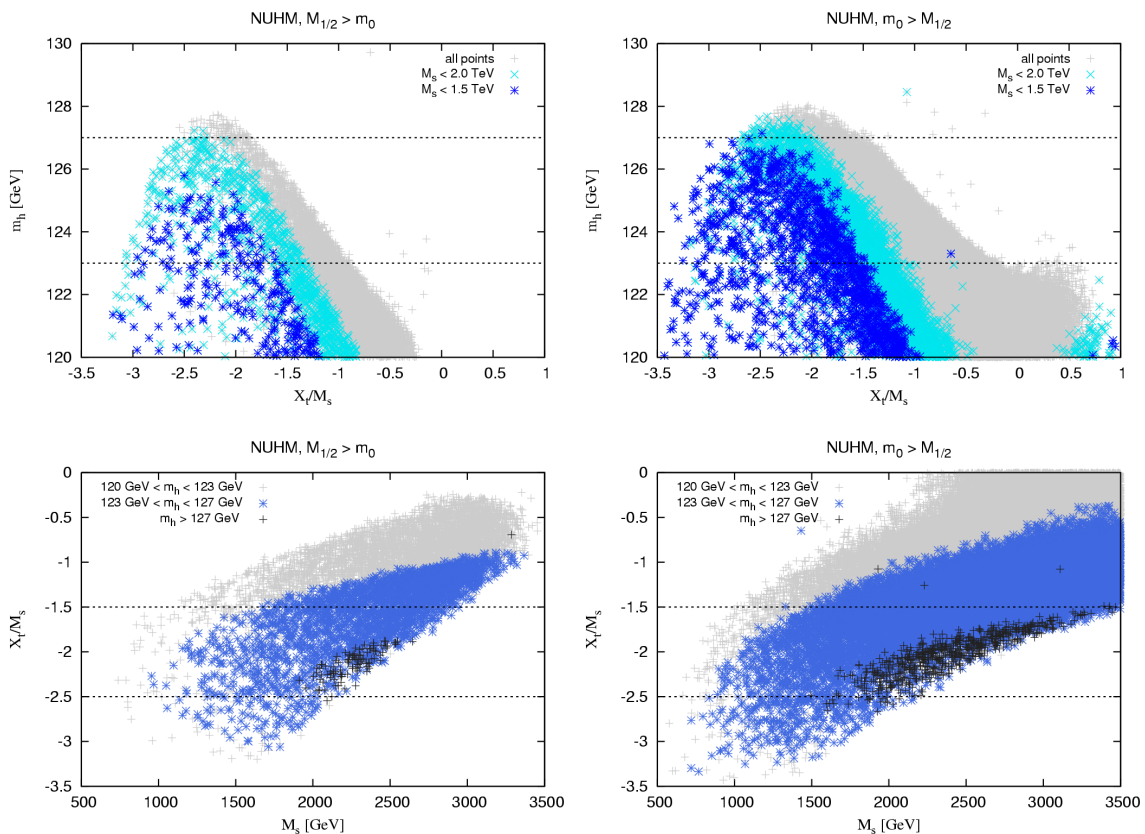 NUHM, M1/2 > m0
130
128
126
124
122
120
mh [GeV]
all points
Ms < 2.0 TeV
Ms < 1.5 TeV
-3.5 -3 -2.5 -2 -1.5 -1 -0.5 0 0.5 1
Xt/Ms
NUHM, m0 > M1/2
130
128
126
124
122
120
mh [GeV]
all points
Ms < 2.0 TeV
Ms < 1.5 TeV
-3.5 -3 -2.5 -2 -1.5 -1 -0.5 0 0.5 1
Xt/Ms
NUHM, M1/2 > m0
0
-0.5
-1
-1.5
-2
-2.5
-3
-3.5
Xt/Ms
120 GeV < mh < 123 GeV
123 GeV < mh < 127 GeV
mh > 127 GeV
500 1000 1500 2000 2500 3000 3500
Ms [GeV]
NUHM, m0 > M1/2
0
-0.5
-1
-1.5
-2
-2.5
-3
-3.5
Xt/Ms
120 GeV < mh < 123 GeV
123 GeV < mh < 127 GeV
mh > 127 GeV
500 1000 1500 2000 2500 3000 3500
Ms [GeV]